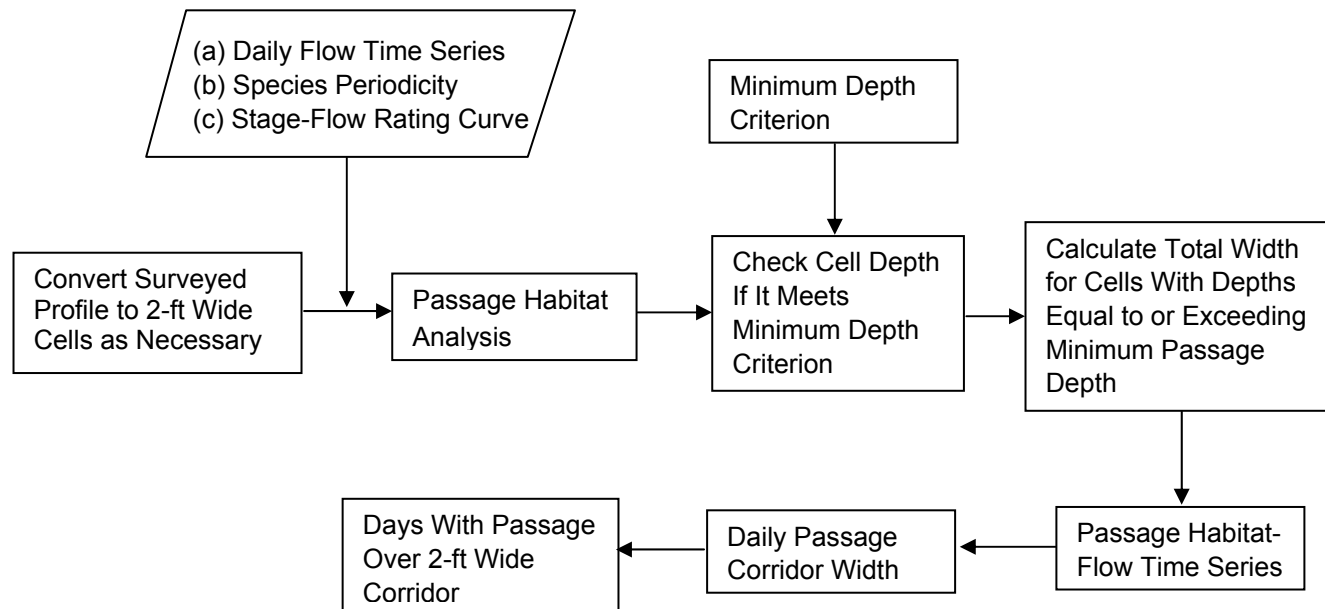 (a) Daily Flow Time Series
(b) Species Periodicity
(c) Stage-Flow Rating Curve
Minimum Depth
Criterion
Convert Surveyed
Profile to 2-ft Wide
Cells as Necessary
Passage Habitat
Analysis
Check Cell Depth
If It Meets
Minimum Depth
Criterion
Calculate Total Width
for Cells With Depths
Equal to or Exceeding
Minimum Passage
Depth
Passage Habitat-
Flow Time Series
Daily Passage
Corridor Width
Days With Passage
Over 2-ft Wide
Corridor